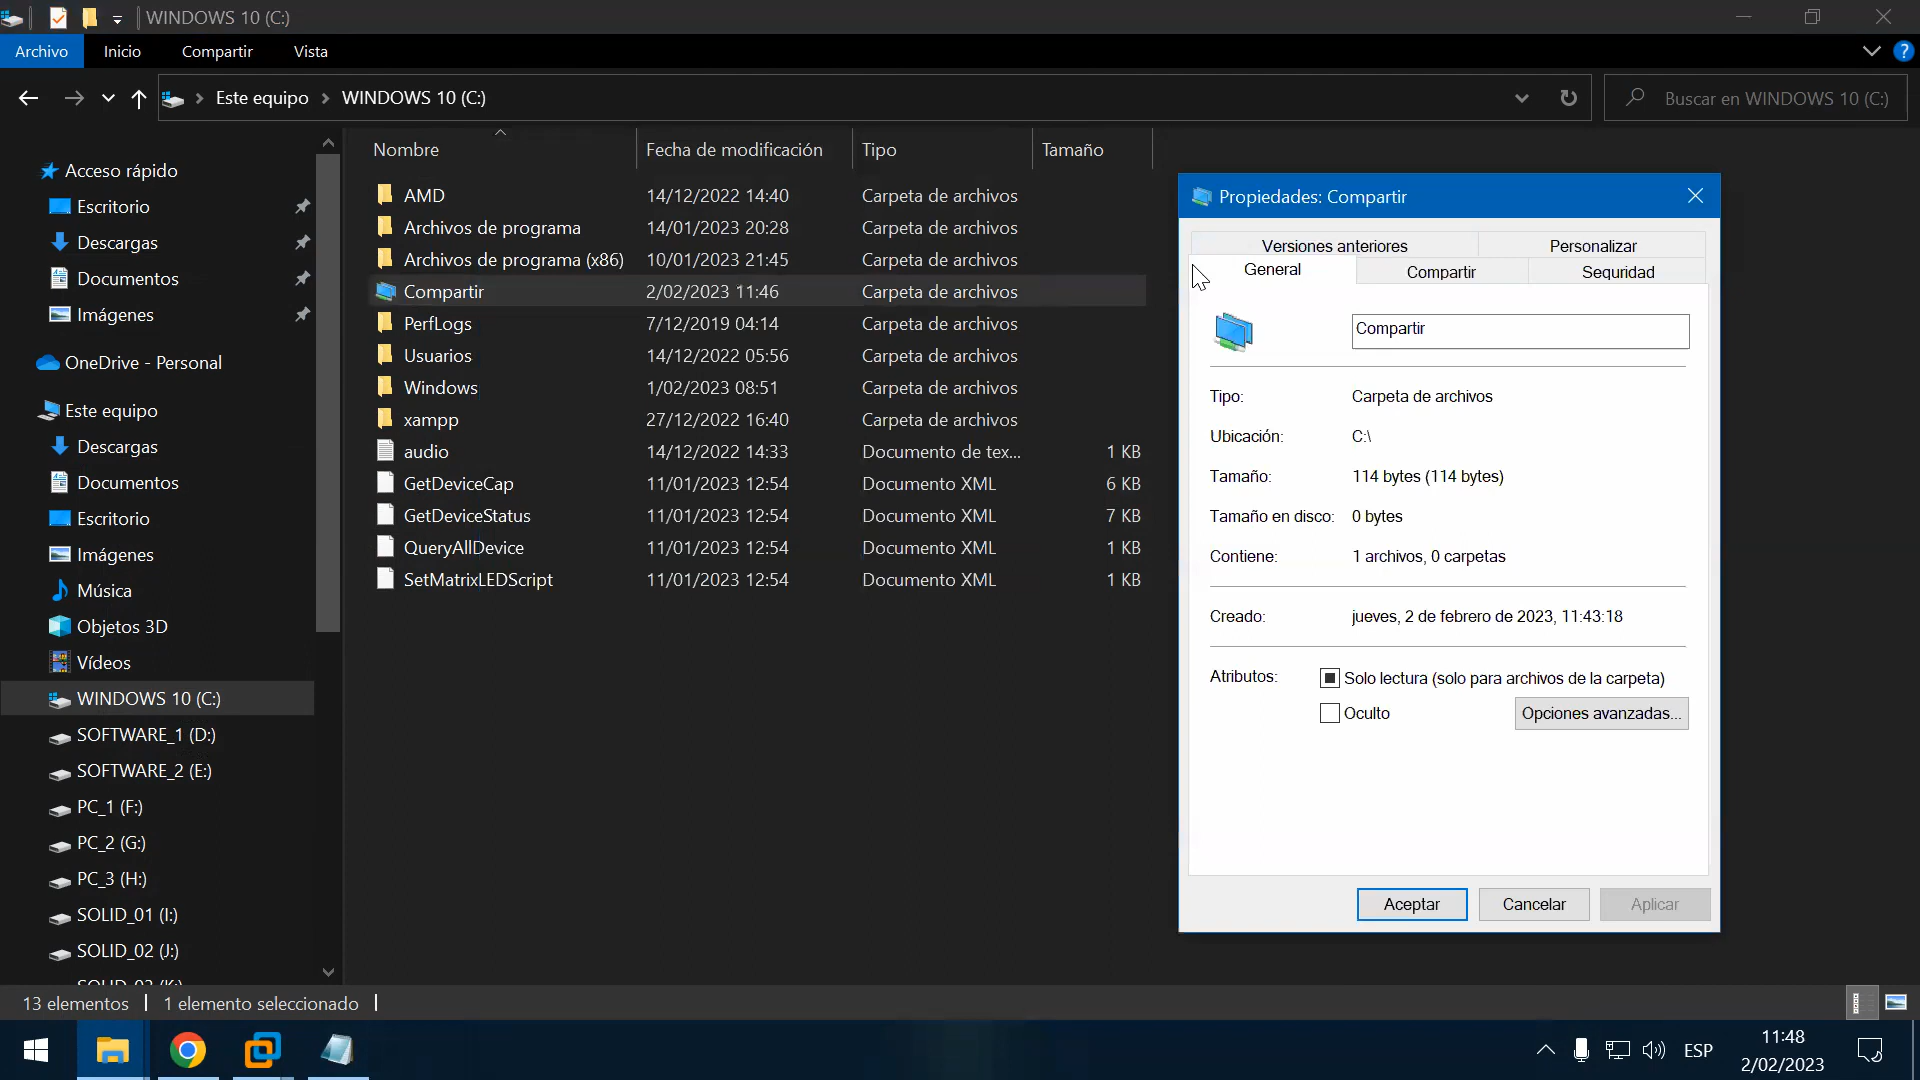 WINDOWS 10 (C:)
Archivo Inicio Compartir Vista
Este equipo WINDOWS 10 (C:)
Buscar en WINDOWS 10 (C:)
Acceso rápido
Escritorio
Descargas
Documentos
Imágenes
OneDrive - Personal
Este equipo
Descargas
Documentos
Escritorio
Imágenes
Música
Objetos 3D
Vídeos
WINDOWS 10 (C:)
SOFTWARE_1 (D:)
SOFTWARE_2 (E:)
PC_1 (F:)
PC_2 (G:)
PC_3 (H:)
SOLID_01 (I:)
SOLID_02 (J:)
Nombre Fecha de modificación Tipo Tamaño
AMD 14/12/2022 14:40 Carpeta de archivos
Archivos de programa 14/01/2023 20:28 Carpeta de archivos
Archivos de programa (x86) 10/01/2023 21:45 Carpeta de archivos
Compartir 2/02/2023 11:46 Carpeta de archivos
PerfLogs 7/12/2019 04:14 Carpeta de archivos
Usuarios 14/12/2022 05:56 Carpeta de archivos
Windows 1/02/2023 08:51 Carpeta de archivos
xampp 27/12/2022 16:40 Carpeta de archivos
audio 14/12/2022 14:33 Documento de tex... 1 KB
GetDeviceCap 11/01/2023 12:54 Documento XML 6 KB
GetDeviceStatus 11/01/2023 12:54 Documento XML 7 KB
QueryAllDevice 11/01/2023 12:54 Documento XML 1 KB
SetMatrixLEDScript 11/01/2023 12:54 Documento XML 1 KB
Propiedades: Compartir
Versiones anteriores Personalizar
General Compartir Seguridad
Compartir
Tipo: Carpeta de archivos
Ubicación: C:\
Tamaño: 114 bytes (114 bytes)
Tamaño en disco: 0 bytes
Contiene: 1 archivos, 0 carpetas
Creado: jueves, 2 de febrero de 2023, 11:43:18
Atributos: Solo lectura (solo para archivos de la carpeta)
Oculto Opciones avanzadas...
Aceptar Cancelar Aplicar
13 elementos 1 elemento seleccionado
ESP
11:48
2/02/2023